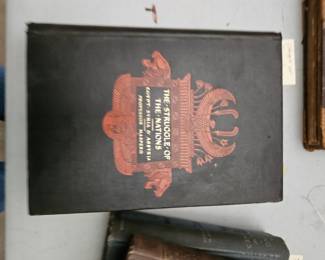 THE·STRUGGLE·OF
THE·NATIONS
EGYPT·SYRIA & ASSYRIA
PROFESSOR MASPERO